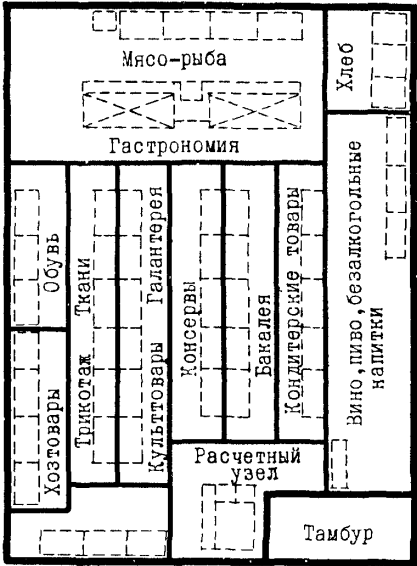 Мясо-рыба
Гастрономия
Хлеб
Обувь
Хозтовары
Ткани
Трикотаж
Галантерея
Культтовары
Консервы
Бакалея
Кондитерские товары
Вино, пиво, безалкогольные
напитки
Расчетный
узел
Тамбур